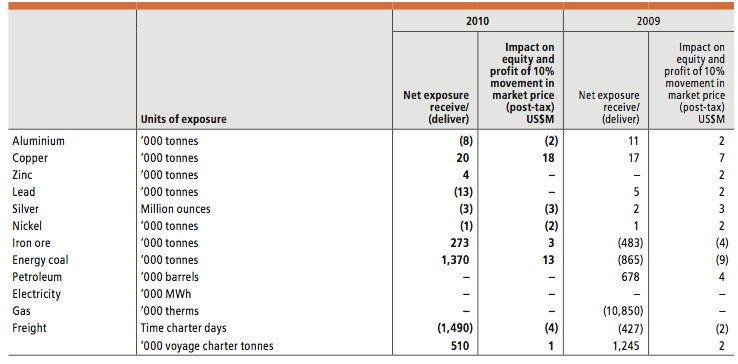 2010 2009
Impact on equity and profit of 10% movement in market price (post-tax) US$M
Impact on equity and profit of 10% movement in market price (post-tax) US$M
Units of exposure Net exposure receive/ (deliver) Net exposure receive/ (deliver)
Aluminium ’000 tonnes (8) (2) 11 2
Copper ’000 tonnes 20 18 17 7
Zinc ’000 tonnes 4 – – 2
Lead ’000 tonnes (13) – 5 2
Silver Million ounces (3) (3) 2 3
Nickel ’000 tonnes (1) (2) 1 2
Iron ore ’000 tonnes 273 3 (483) (4)
Energy coal ’000 tonnes 1,370 13 (865) (9)
Petroleum ’000 barrels – – 678 4
Electricity ’000 MWh – – – –
Gas ’000 therms – – (10,850) –
Freight Time charter days (1,490) (4) (427) (2)
’000 voyage charter tonnes 510 1 1,245 2